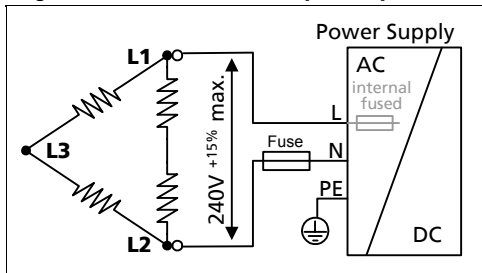 Power Supply
L1
AC
internal
fused
L
240V +15% max.
Fuse
N
L3
PE
L2
DC